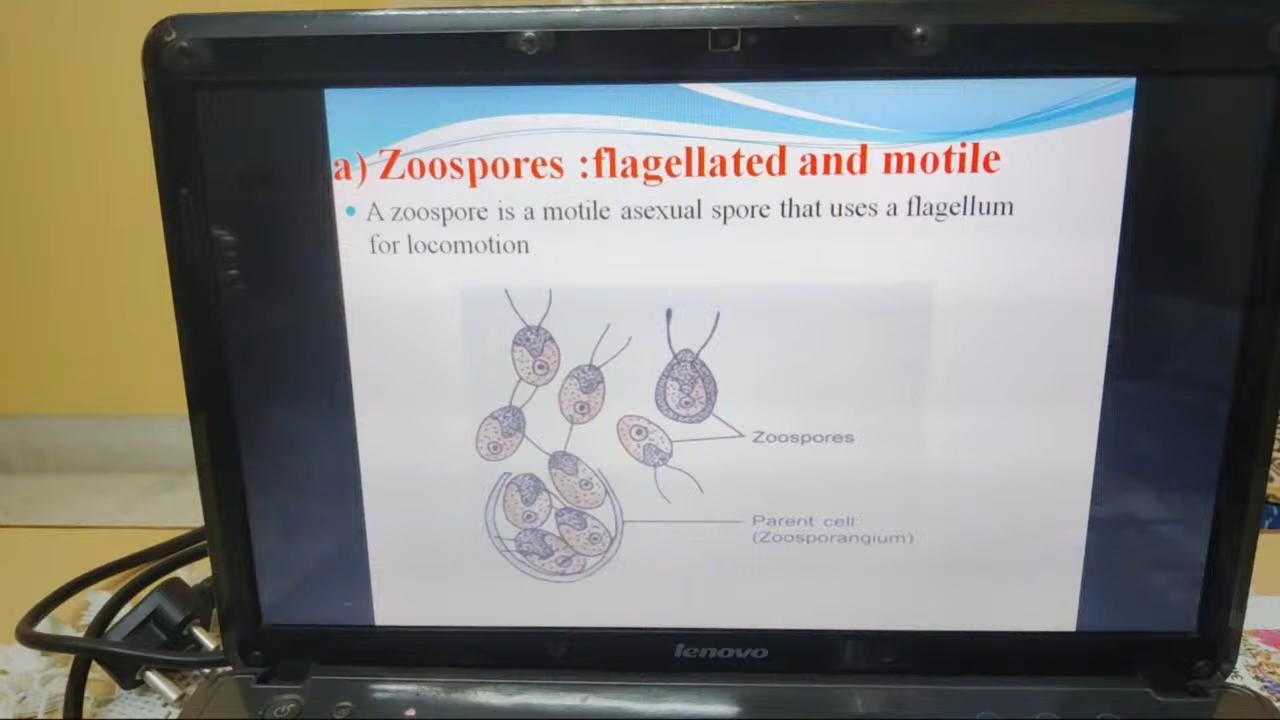 a) Zoospores :flagellated and motile
A zoospore is a motile asexual spore that uses a flagellum
for locomotion
Zoospores
Parent cell
(Zoosporangium)
lenovo